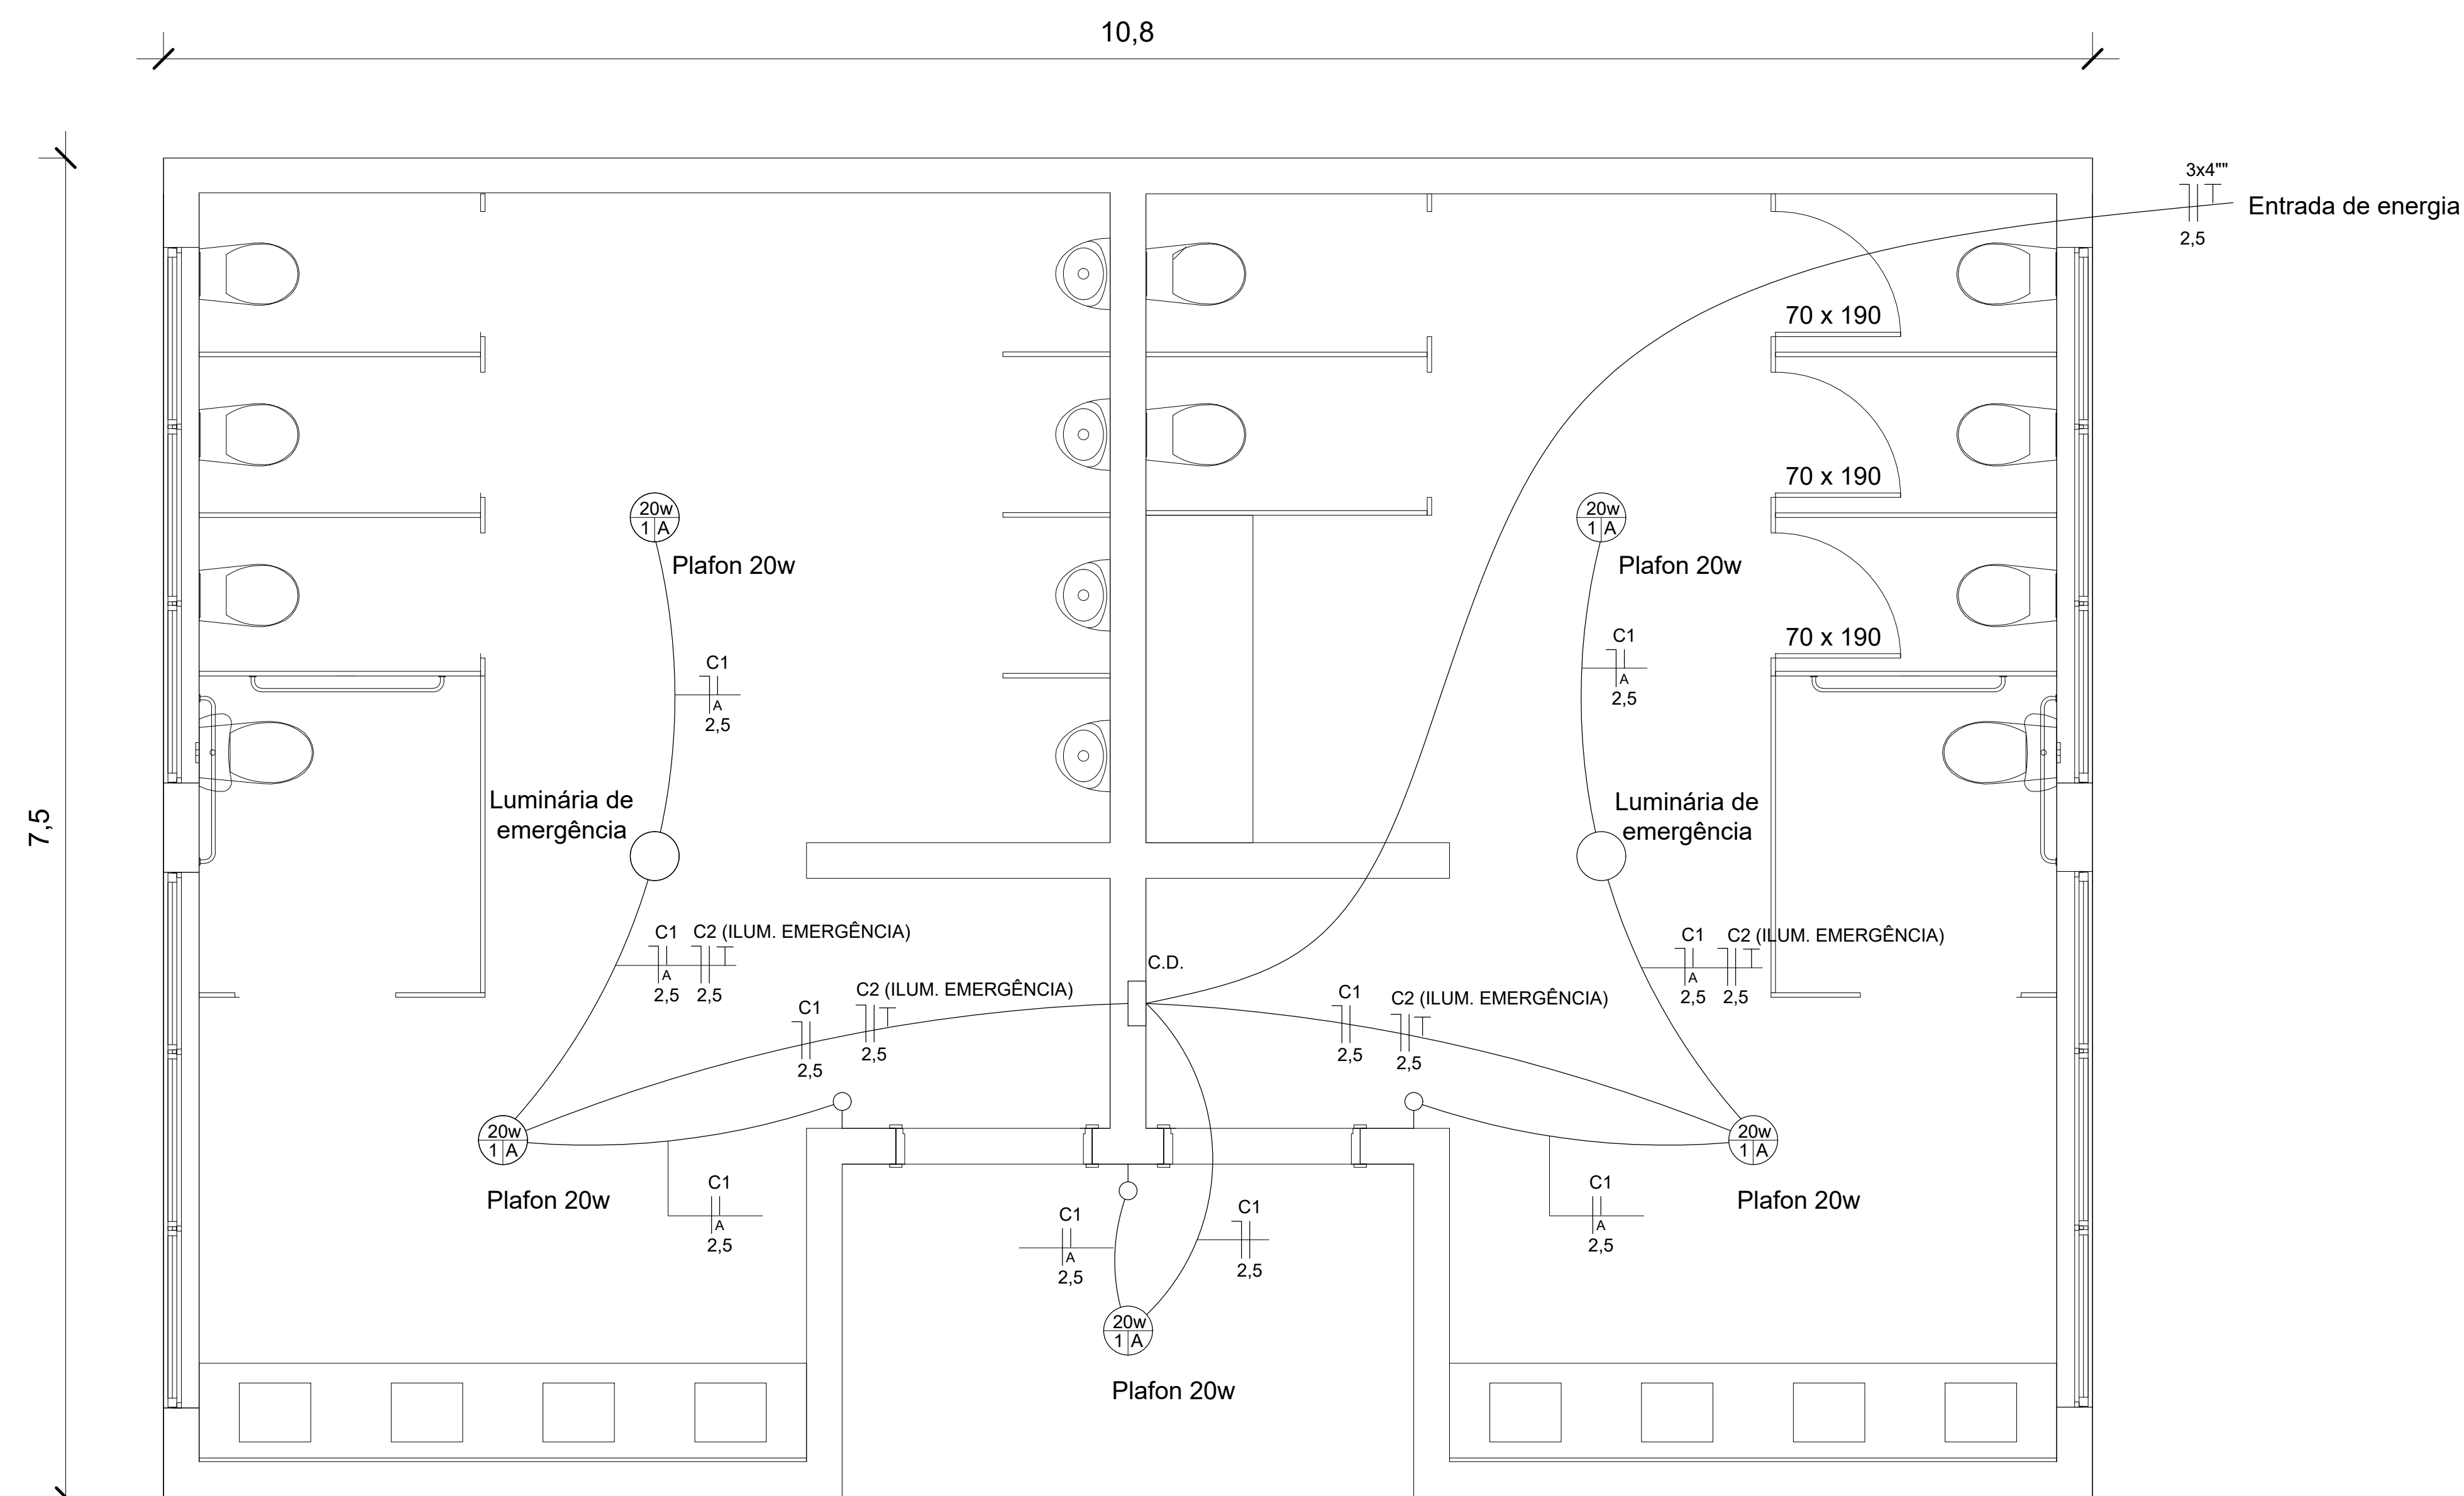 10,8
3x4""
Entrada de energia
2,5
70 x 190
70 x 190
20w
1 A
Plafon 20w
20w
1 A
Plafon 20w
70 x 190
C1
A
2,5
C1
A
2,5
7,5
Luminária de
emergência
Luminária de
emergência
C1
A
2,5
C2 (ILUM. EMERGÊNCIA)
2,5
C1
A
2,5
C2 (ILUM. EMERGÊNCIA)
2,5
C.D.
C1
2,5
C2 (ILUM. EMERGÊNCIA)
2,5
C1
2,5
C2 (ILUM. EMERGÊNCIA)
2,5
20w
1 A
Plafon 20w
20w
1 A
Plafon 20w
C1
A
2,5
C1
A
2,5
C1
2,5
C1
A
2,5
20w
1 A
Plafon 20w